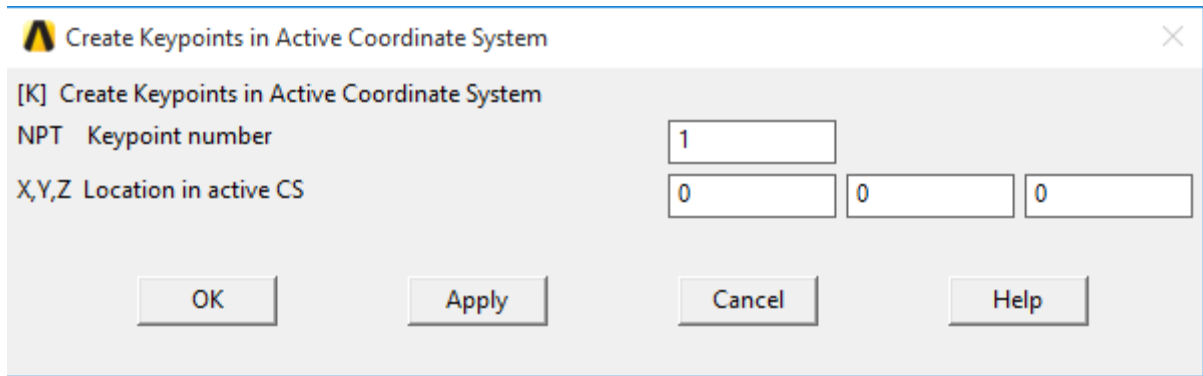 Create Keypoints in Active Coordinate System
[K] Create Keypoints in Active Coordinate System
NPT Keypoint number 1
X,Y,Z Location in active CS 0 0 0
OK Apply Cancel Help